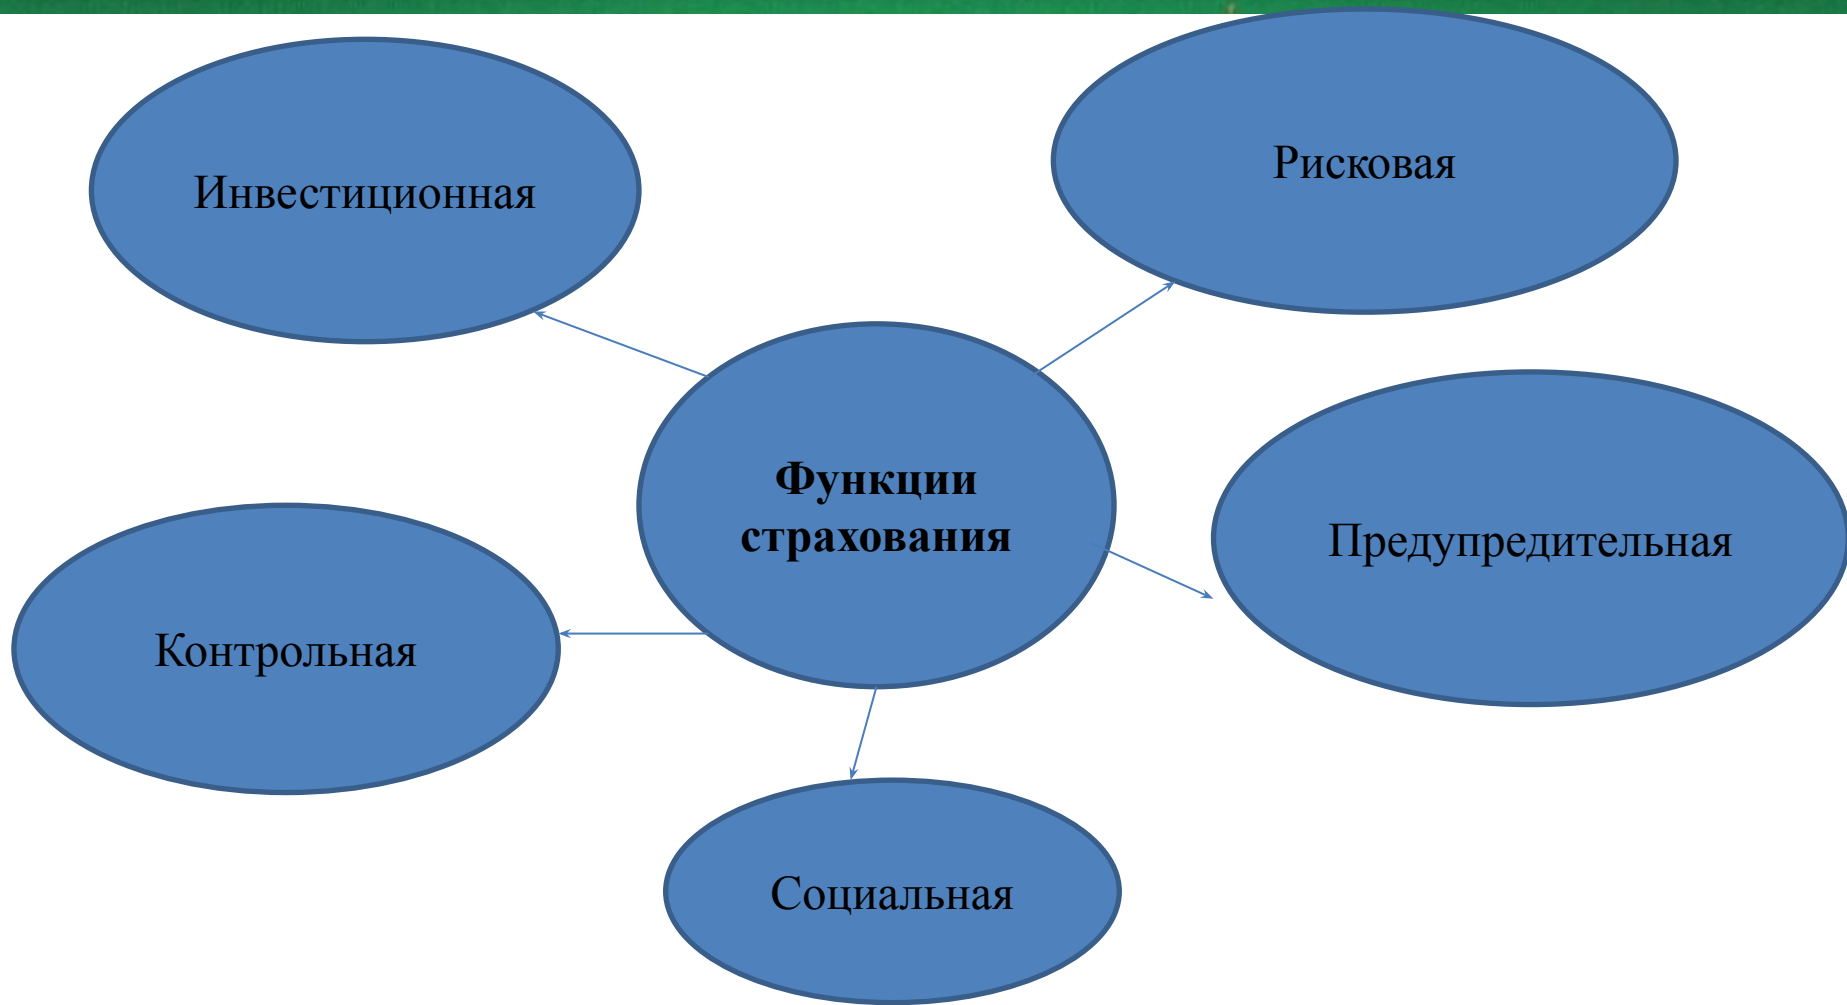 Инвестиционная
Рисковая
Функции
страхования
Предупредительная
Контрольная
Социальная